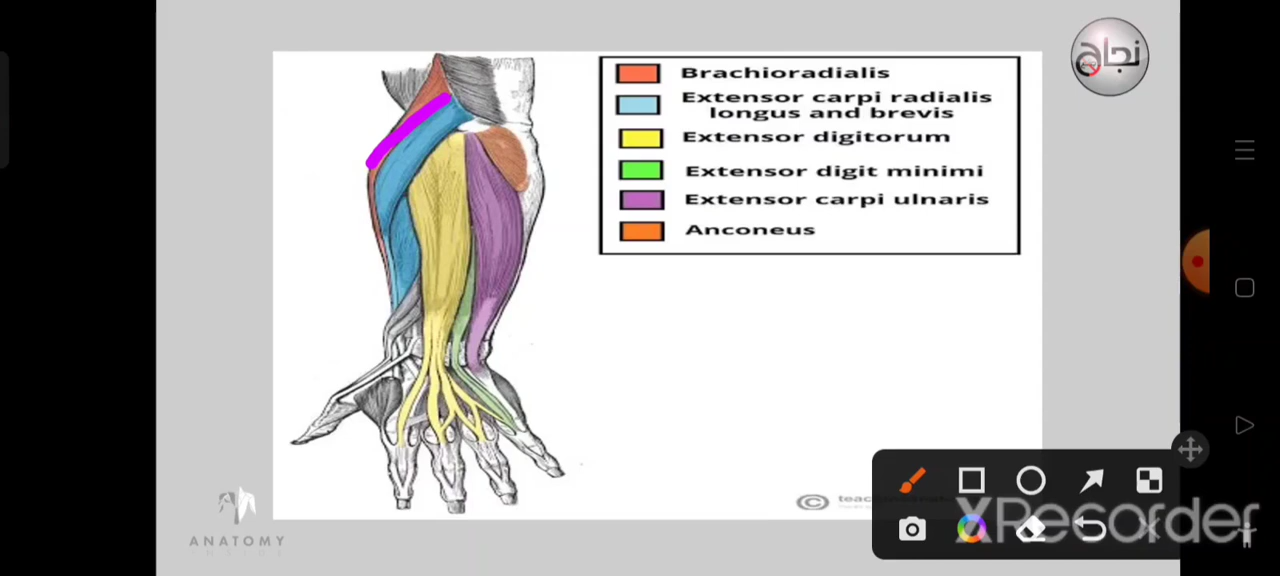 نجاح
Brachioradialis
Extensor carpi radialis
longus and brevis
Extensor digitorum
Extensor digit minimi
Extensor carpi ulnaris
Anconeus
©
XRecorder
ANATOMY